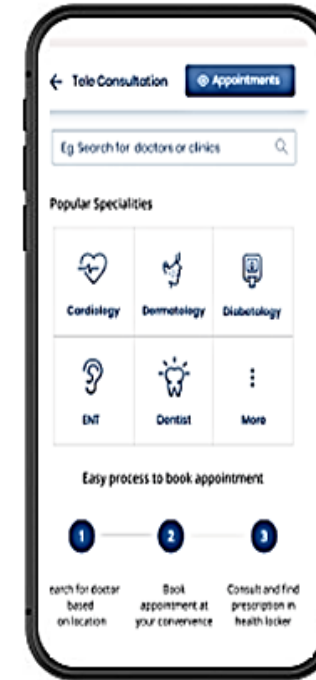 Tele Consultation
Appointments
Eg Search for doctors or clinics
Popular Specialities
Cardiology Dermotology Diabetology
ENT Dentist More
Easy process to book appointment
1 2 3
earch for doctor Book Consult and find
based appointment at prescription in
on location your convenience health locker